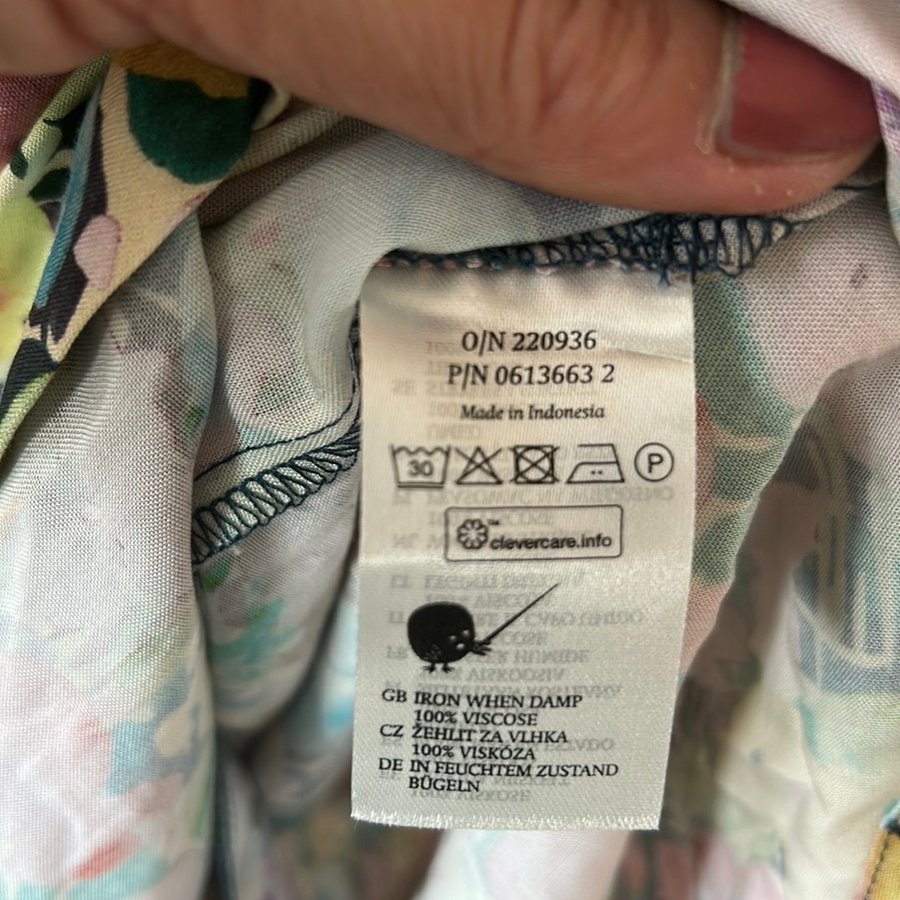 O/N 220936
P/N 0613663 2
Made in Indonesia
30 P
™ clevercare.info
GB IRON WHEN DAMP
100% VISCOSE
CZ ŽEHLIT ZA VLHKA
100% VISKÓZA
DE IN FEUCHTEM ZUSTAND
BÜGELN